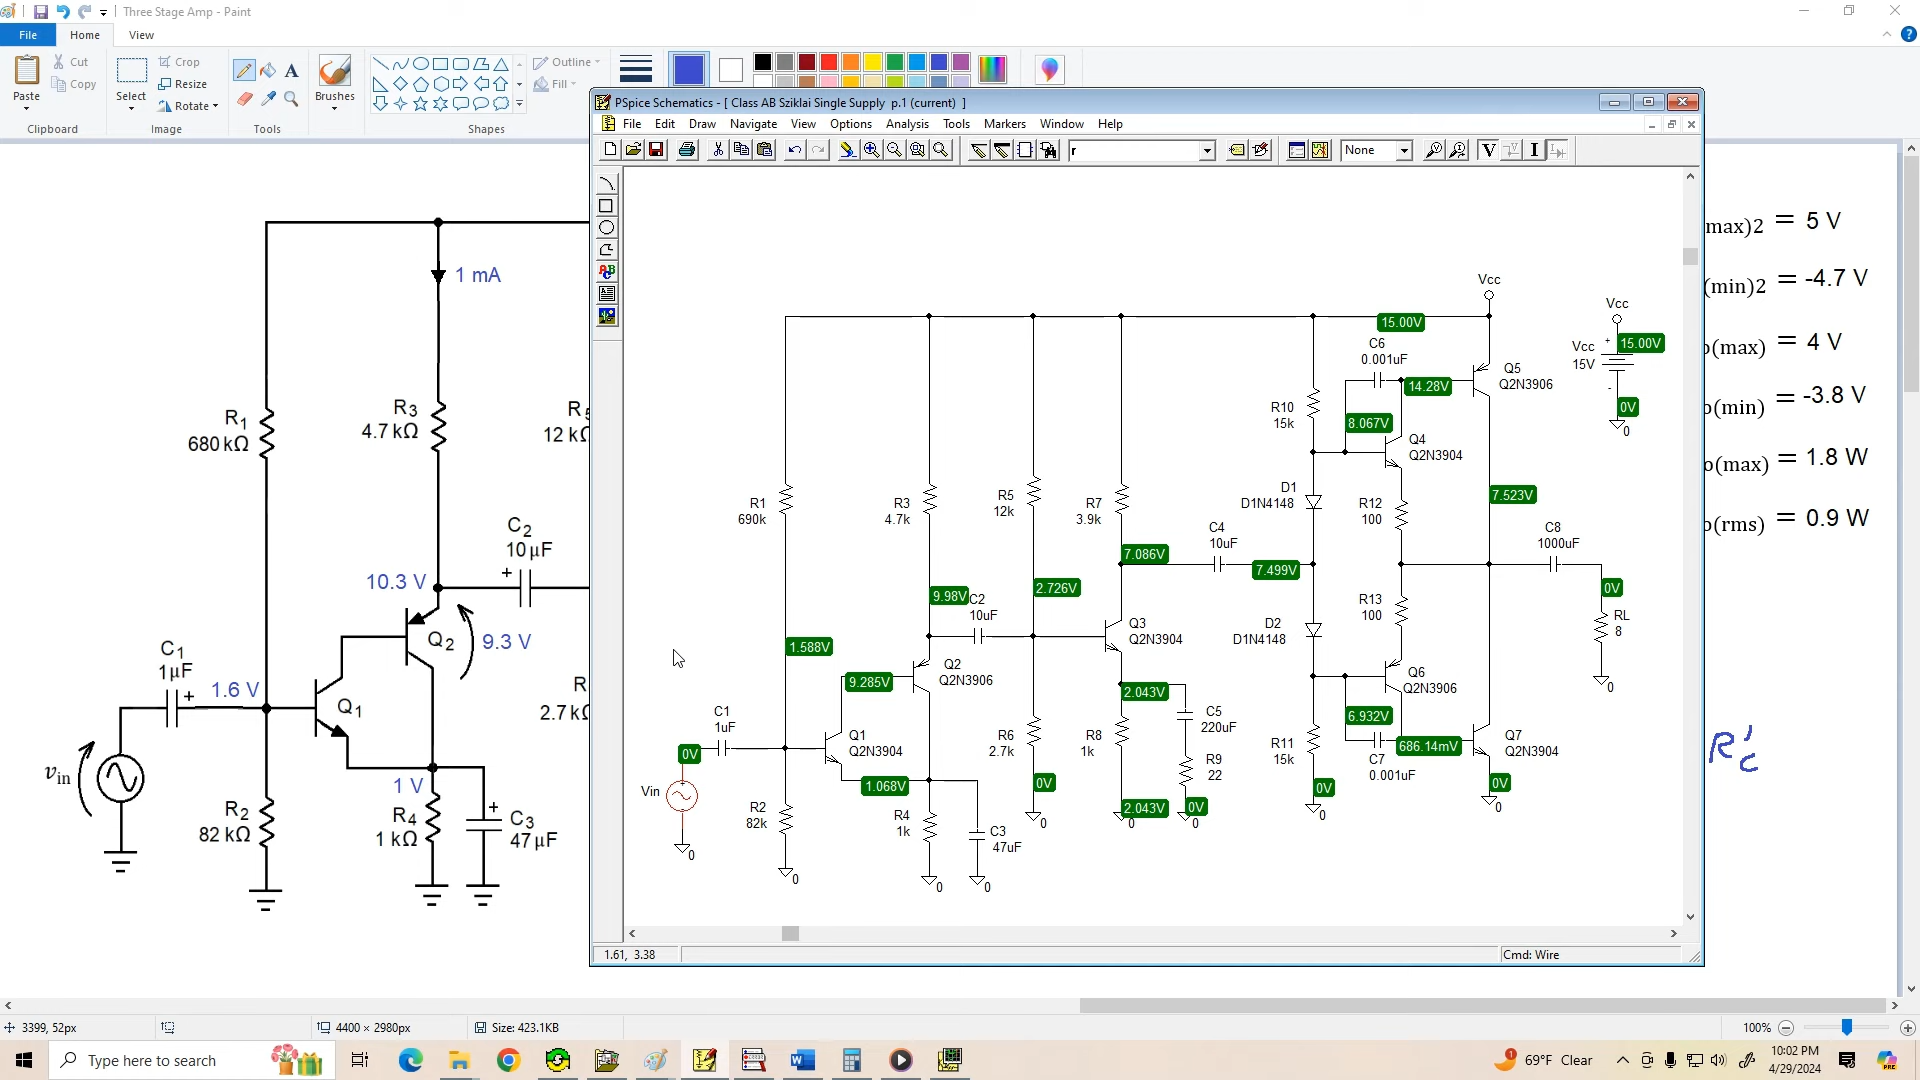 Three Stage Amp - Paint
File
Home
View
Paste
Cut
Copy
Clipboard
Select
Crop
Resize
Rotate
Image
Tools
Brushes
Shapes
Outline
Fill
PSpice Schematics - [ Class AB Sziklai Single Supply p.1 (current) ]
File Edit Draw Navigate View Options Analysis Tools Markers Window Help
r
None
V
I
1 mA
R1
680 kΩ
R3
4.7 kΩ
12 kΩ
C2
10 µF
+
10.3 V
Q2
9.3 V
C1
1µF
+
1.6 V
Q1
R
2.7 kΩ
vin
1 V
R2
82 kΩ
R4
1 kΩ
+
C3
47 µF
Vcc
15.00V
C6
0.001uF
14.28V
Q5
Q2N3906
Vcc
Vcc
15V
+
15.00V
-
0V
0
R10
15k
8.067V
Q4
Q2N3904
D1
D1N4148
R12
100
7.523V
R1
690k
R3
4.7k
R5
12k
R7
3.9k
C4
10uF
C8
1000uF
7.086V
7.499V
9.98V
C2
10uF
2.726V
Q3
Q2N3904
D2
D1N4148
R13
100
0V
RL
8
0
1.588V
9.285V
Q2
Q2N3906
2.043V
Q6
Q2N3906
C1
1uF
0V
Q1
Q2N3904
R6
2.7k
R8
1k
C5
220uF
6.932V
R11
15k
686.14mV
Q7
Q2N3904
C7
0.001uF
R9
22
0V
0
Vin
1.068V
0V
0V
0
R2
82k
R4
1k
C3
47uF
2.043V
0
0V
0
0
0
0
0
0
max)2 = 5 V
(min)2 = -4.7 V
o(max) = 4 V
o(min) = -3.8 V
o(max) = 1.8 W
o(rms) = 0.9 W
R'c
1.61, 3.38
Cmd: Wire
3399, 52px
4400 × 2980px
Size: 423.1KB
100%
Type here to search
69°F Clear
10:02 PM
4/29/2024